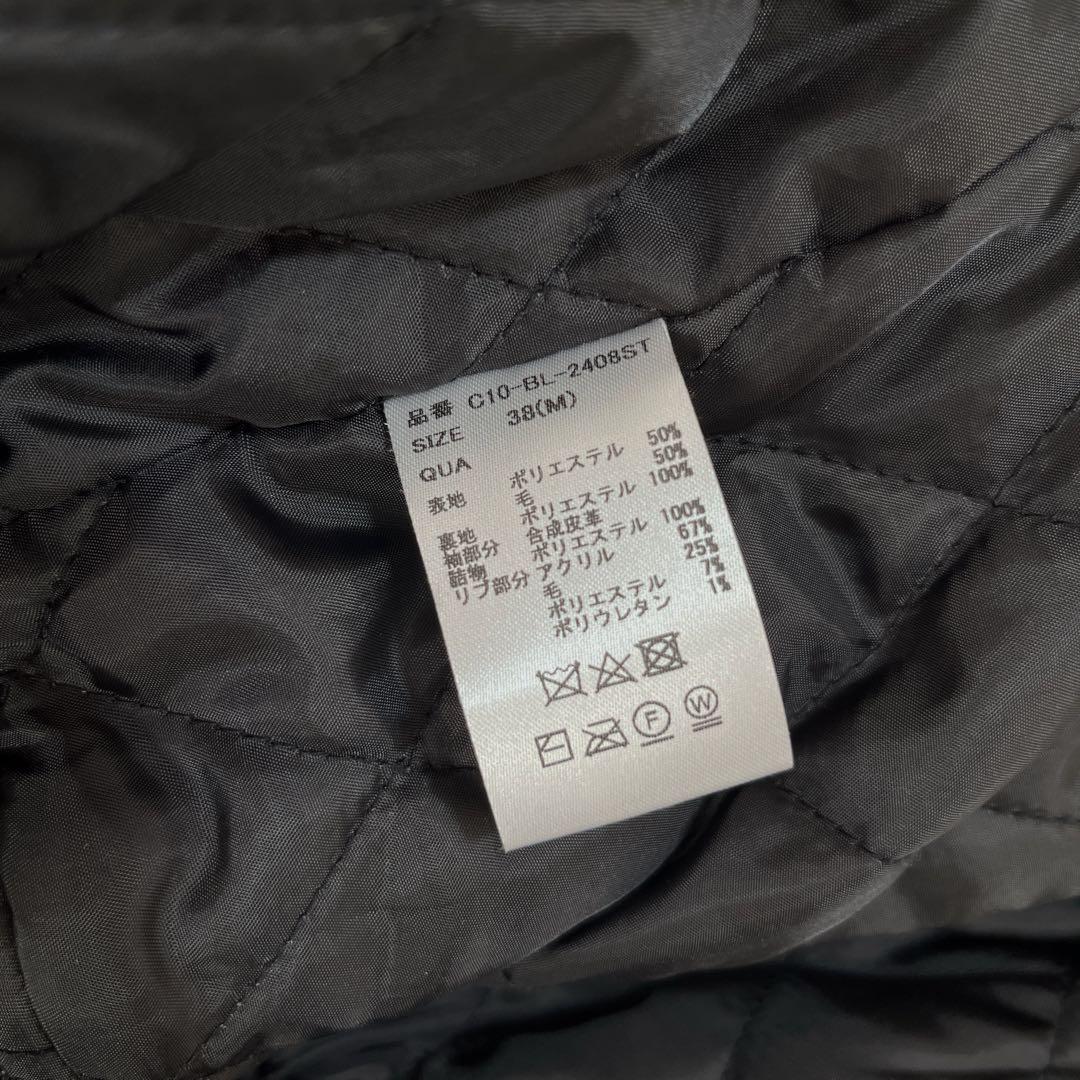 品番 C10-BL-2408ST
SIZE 38(M)
QUA
表地 ポリエステル 50%
毛 50%
裏地 ポリエステル 100%
袖部分 合成皮革
詰物 ポリエステル 100%
リブ部分 アクリル 67%
毛 25%
ポリエステル 7%
ポリウレタン 1%
F W